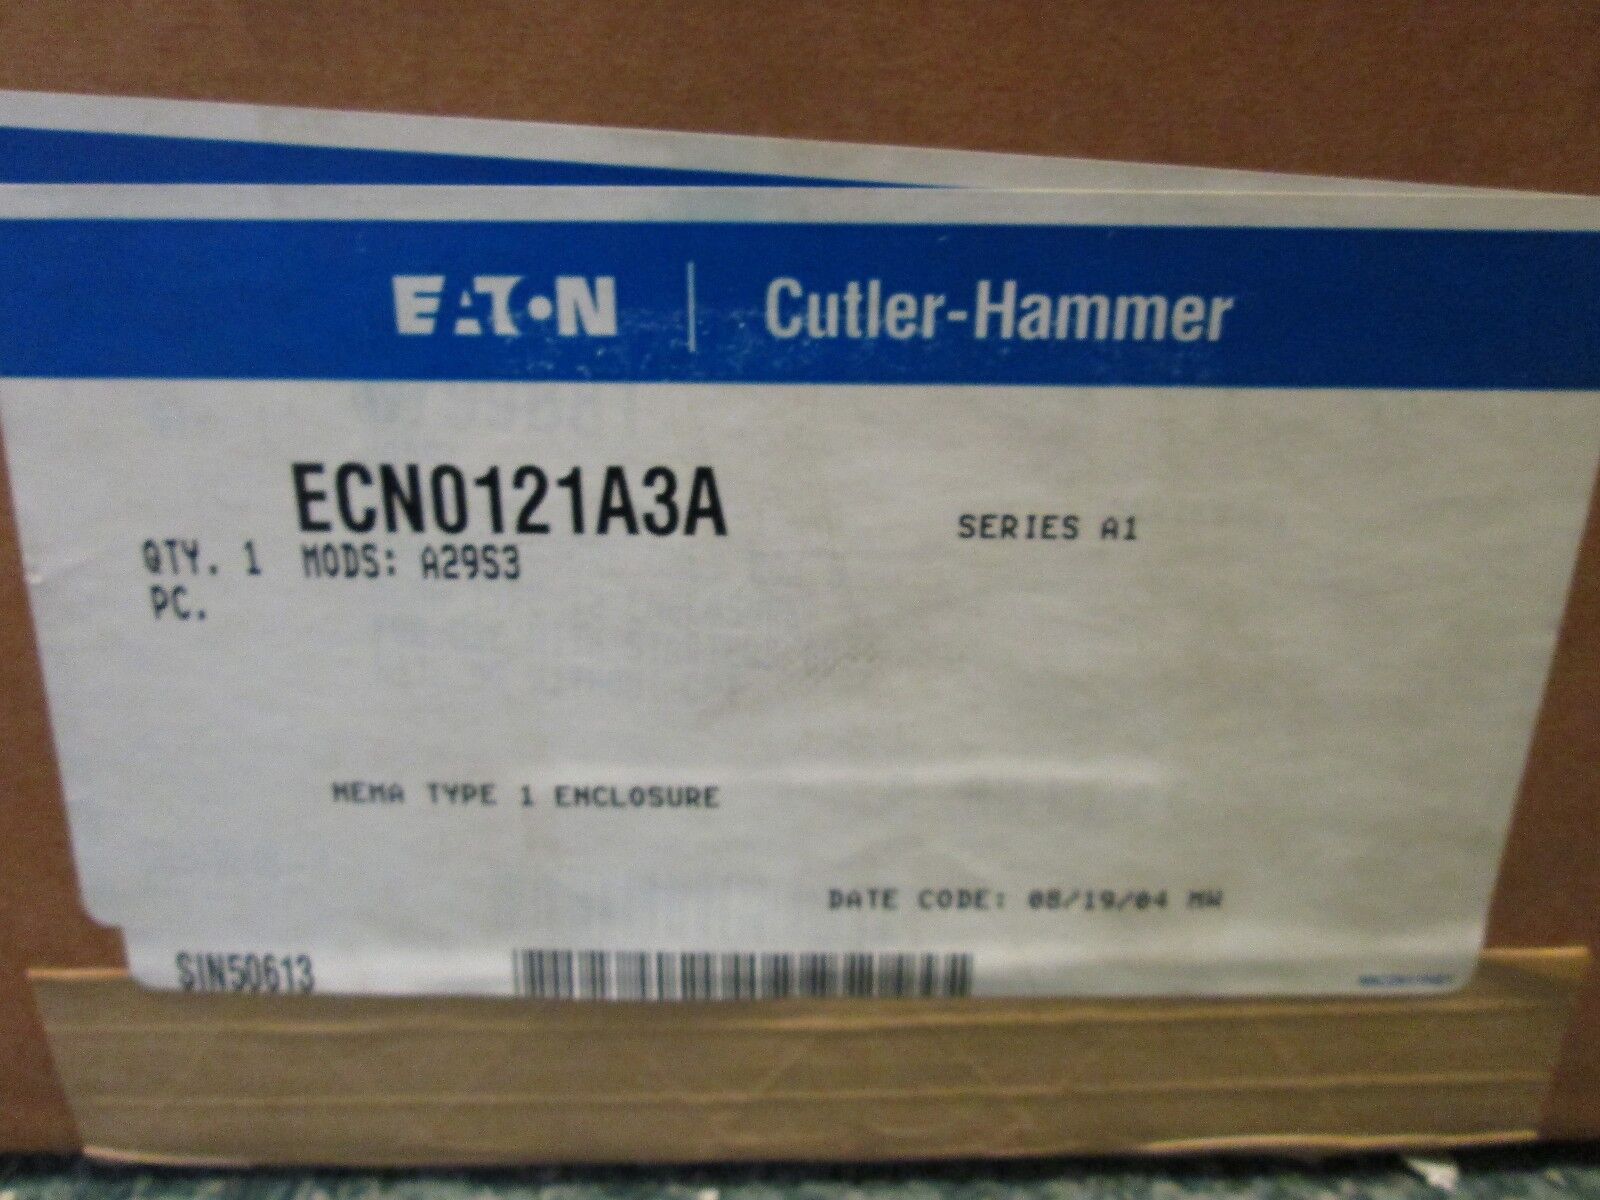 EATON | Cutler-Hammer
ECN0121A3A
SERIES A1
QTY. 1 MODS: A29S3
PC.
NEMA TYPE 1 ENCLOSURE
DATE CODE: 08/19/04 MW
SIN50613